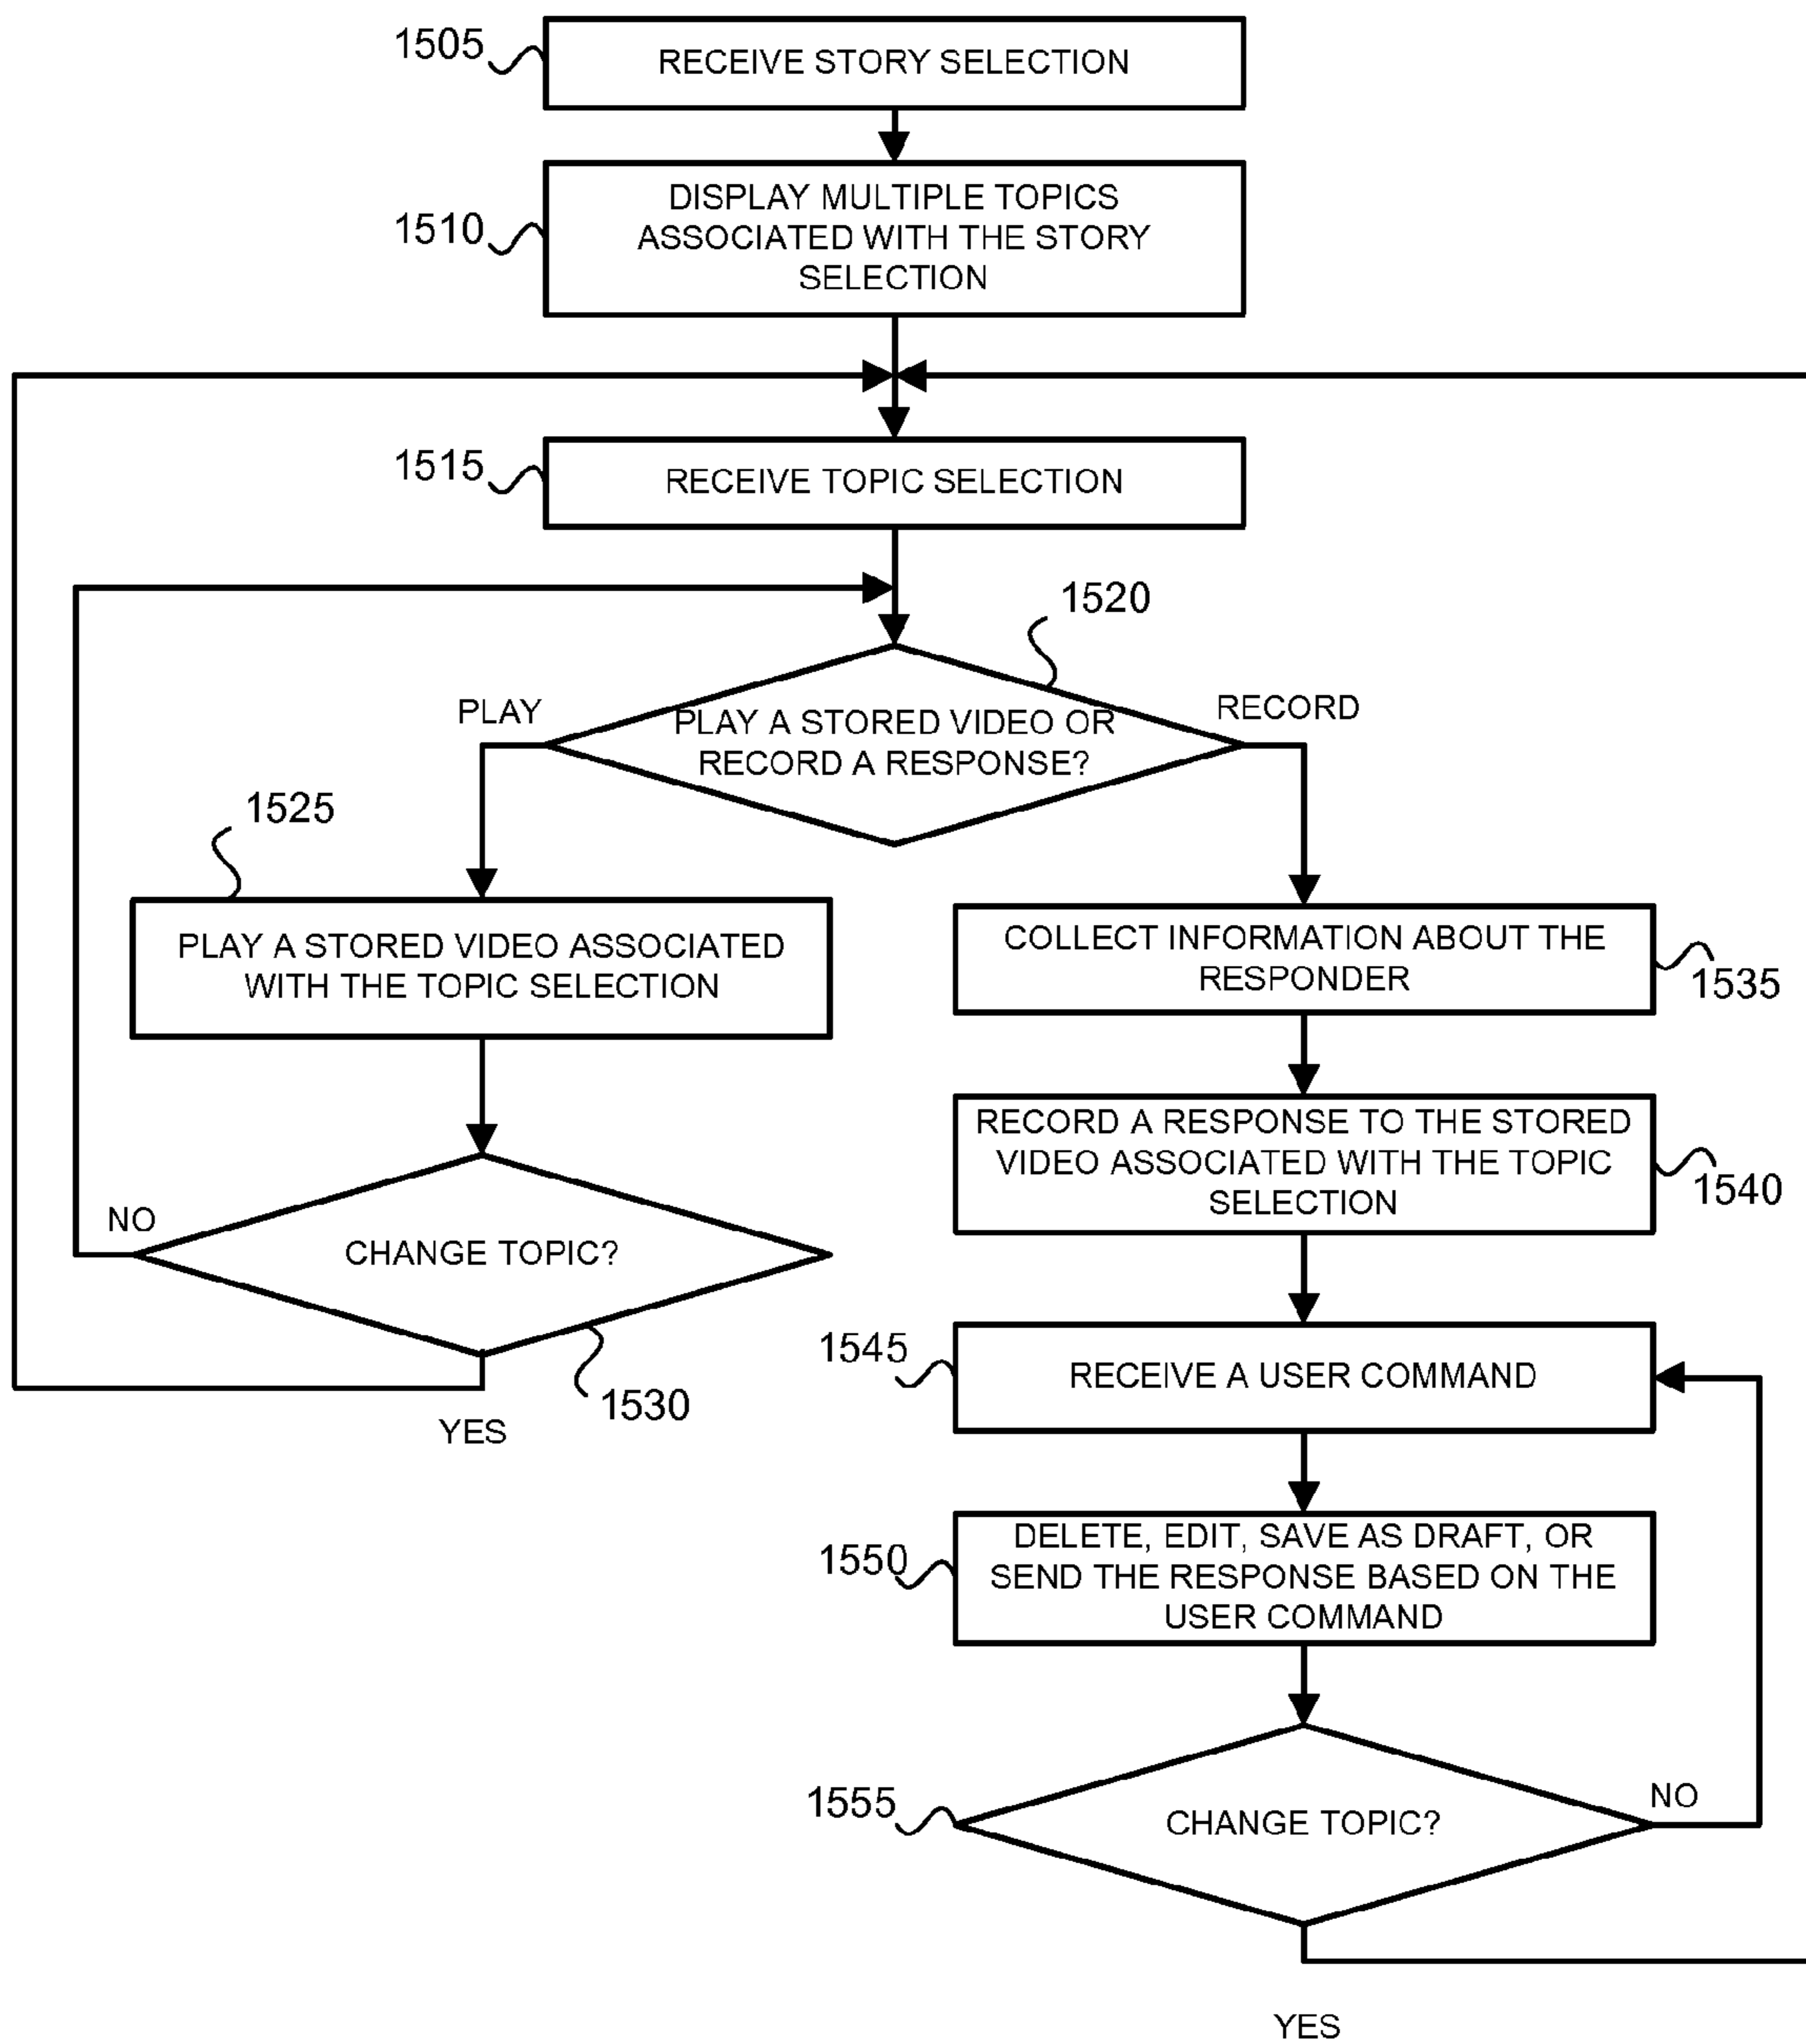 1505
RECEIVE STORY SELECTION
1510
DISPLAY MULTIPLE TOPICS
ASSOCIATED WITH THE STORY
SELECTION
1515
RECEIVE TOPIC SELECTION
1520
PLAY
RECORD
PLAY A STORED VIDEO OR
RECORD A RESPONSE?
1525
PLAY A STORED VIDEO ASSOCIATED
WITH THE TOPIC SELECTION
COLLECT INFORMATION ABOUT THE
RESPONDER
1535
RECORD A RESPONSE TO THE STORED
VIDEO ASSOCIATED WITH THE TOPIC
SELECTION
1540
NO
CHANGE TOPIC?
1530
YES
1545
RECEIVE A USER COMMAND
1550
DELETE, EDIT, SAVE AS DRAFT, OR
SEND THE RESPONSE BASED ON THE
USER COMMAND
1555
CHANGE TOPIC?
NO
YES